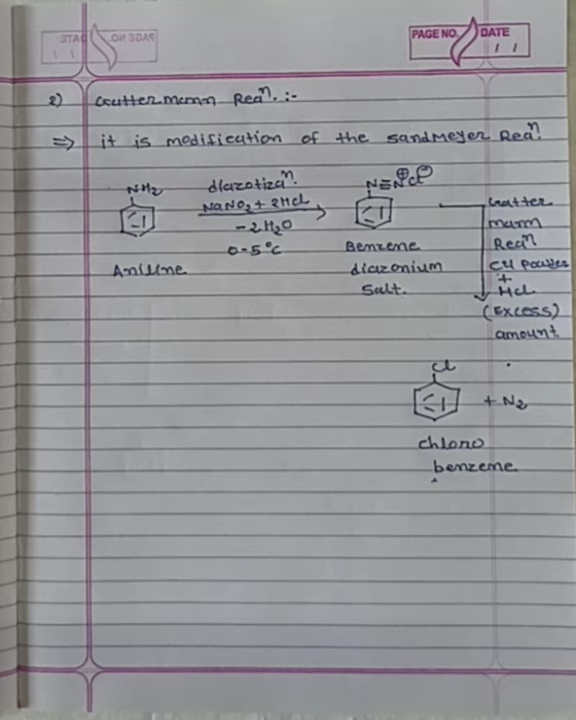 PAGE NO. DATE
/ /
2) Guttermann Reaⁿ. :-
⇒ it is modification of the Sandmeyer Reaⁿ.
NH₂
diazotizaⁿ.
NaNO₂ + 2HCl
-2H₂O
0-5°C
Aniline
N≡N⊕Cl⊖
Benzene
diazonium
Salt.
Gatter
mann
Reaⁿ
Cu Powder
+
HCl
(Excess)
amount
Cl
+ N₂
chloro
benzene